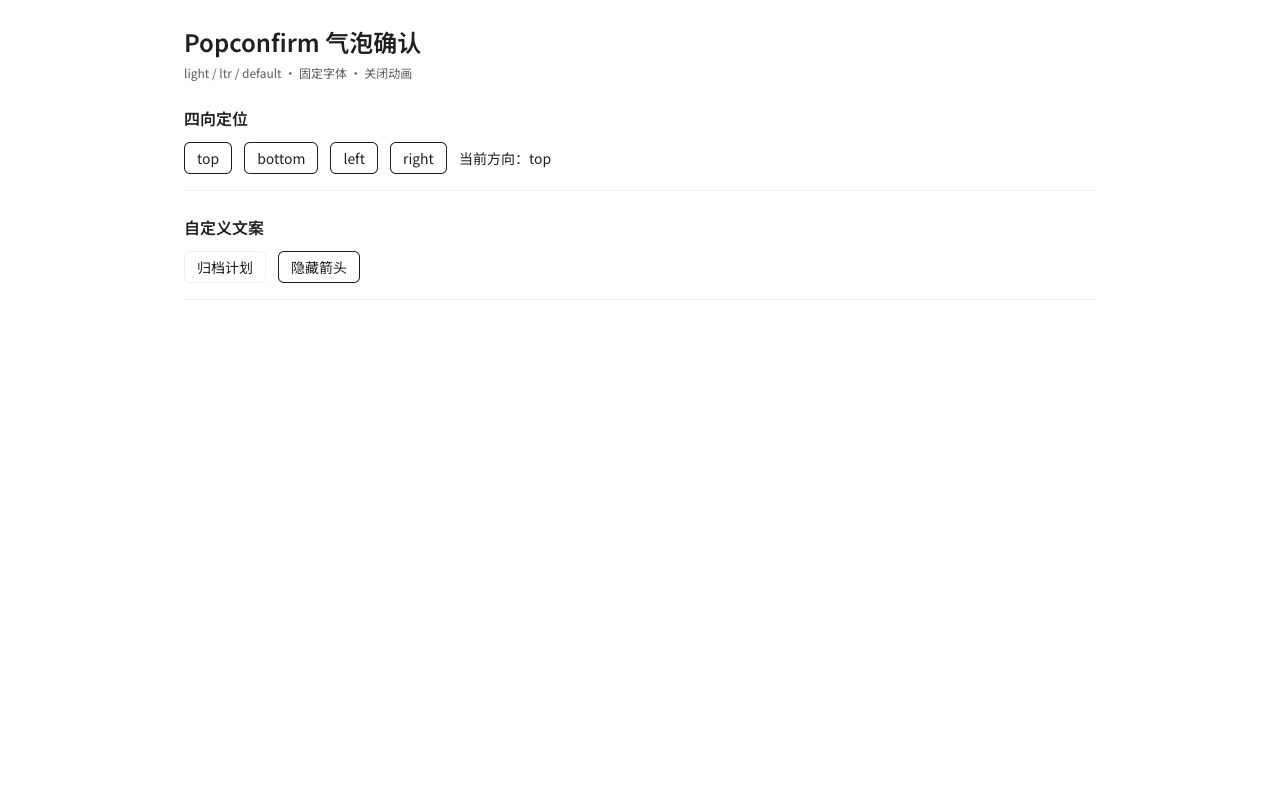 Popconfirm 气泡确认
light / ltr / default · 固定字体 · 关闭动画
四向定位
top bottom left right 当前方向：top
自定义文案
归档计划 隐藏箭头